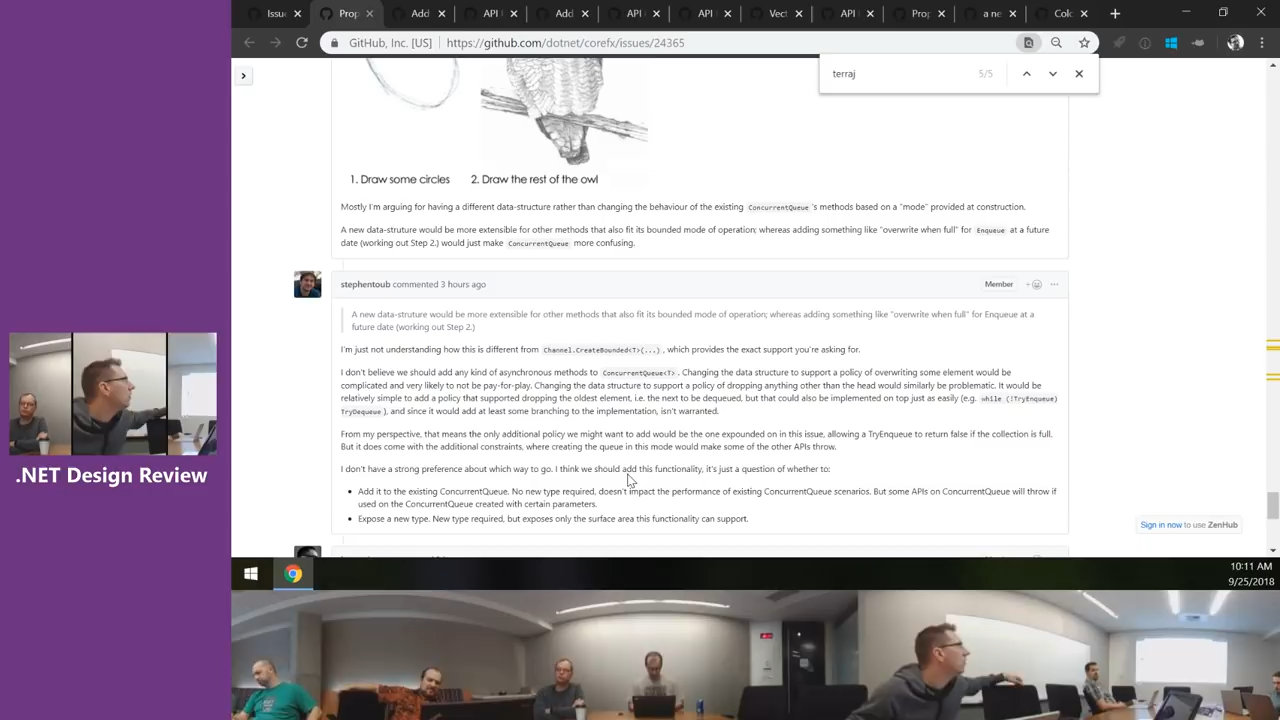 Issu
Prop
Add
API I
Add
API I
API I
Vect
API I
Prop
a ne
Colo
GitHub, Inc. [US]
https://github.com/dotnet/corefx/issues/24365
terraj
5/5
1. Draw some circles
2. Draw the rest of the owl
Mostly I'm arguing for having a different data-structure rather than changing the behaviour of the existing ConcurrentQueue 's methods based on a "mode" provided at construction.
A new data-struture would be more extensible for other methods that also fit its bounded mode of operation; whereas adding something like "overwrite when full" for Enqueue at a future
date (working out Step 2.) would just make ConcurrentQueue more confusing.
stephentoub commented 3 hours ago
Member
A new data-struture would be more extensible for other methods that also fit its bounded mode of operation; whereas adding something like "overwrite when full" for Enqueue at a
future date (working out Step 2.)
I'm just not understanding how this is different from Channel.CreateBounded<T>(...) , which provides the exact support you're asking for.
I don't believe we should add any kind of asynchronous methods to ConcurrentQueue<T>. Changing the data structure to support a policy of overwriting some element would be
complicated and very likely to not be pay-for-play. Changing the data structure to support a policy of dropping anything other than the head would similarly be problematic. It would be
relatively simple to add a policy that supported dropping the oldest element, i.e. the next to be dequeued, but that could also be implemented on top just as easily (e.g. while (!TryEnqueue)
TryDequeue ), and since it would add at least some branching to the implementation, isn't warranted.
From my perspective, that means the only additional policy we might want to add would be the one expounded on in this issue, allowing a TryEnqueue to return false if the collection is full.
But it does come with the additional constraints, where creating the queue in this mode would make some of the other APIs throw.
I don't have a strong preference about which way to go. I think we should add this functionality, it's just a question of whether to:
• Add it to the existing ConcurrentQueue. No new type required, doesn't impact the performance of existing ConcurrentQueue scenarios. But some APIs on ConcurrentQueue will throw if
used on the ConcurrentQueue created with certain parameters.
• Expose a new type. New type required, but exposes only the surface area this functionality can support.
.NET Design Review
Sign in now to use ZenHub
10:11 AM
9/25/2018